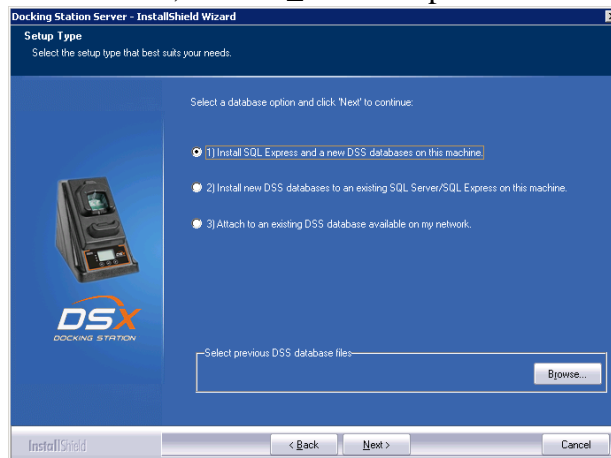 Docking Station Server - InstallShield Wizard
Setup Type
Select the setup type that best suits your needs.
Select a database option and click 'Next' to continue:
1) Install SQL Express and a new DSS databases on this machine.
2) Install new DSS databases to an existing SQL Server/SQL Express on this machine.
3) Attach to an existing DSS database available on my network.
DSX
DOCKING STATION
Select previous DSS database files
Browse...
InstallShield
< Back
Next >
Cancel